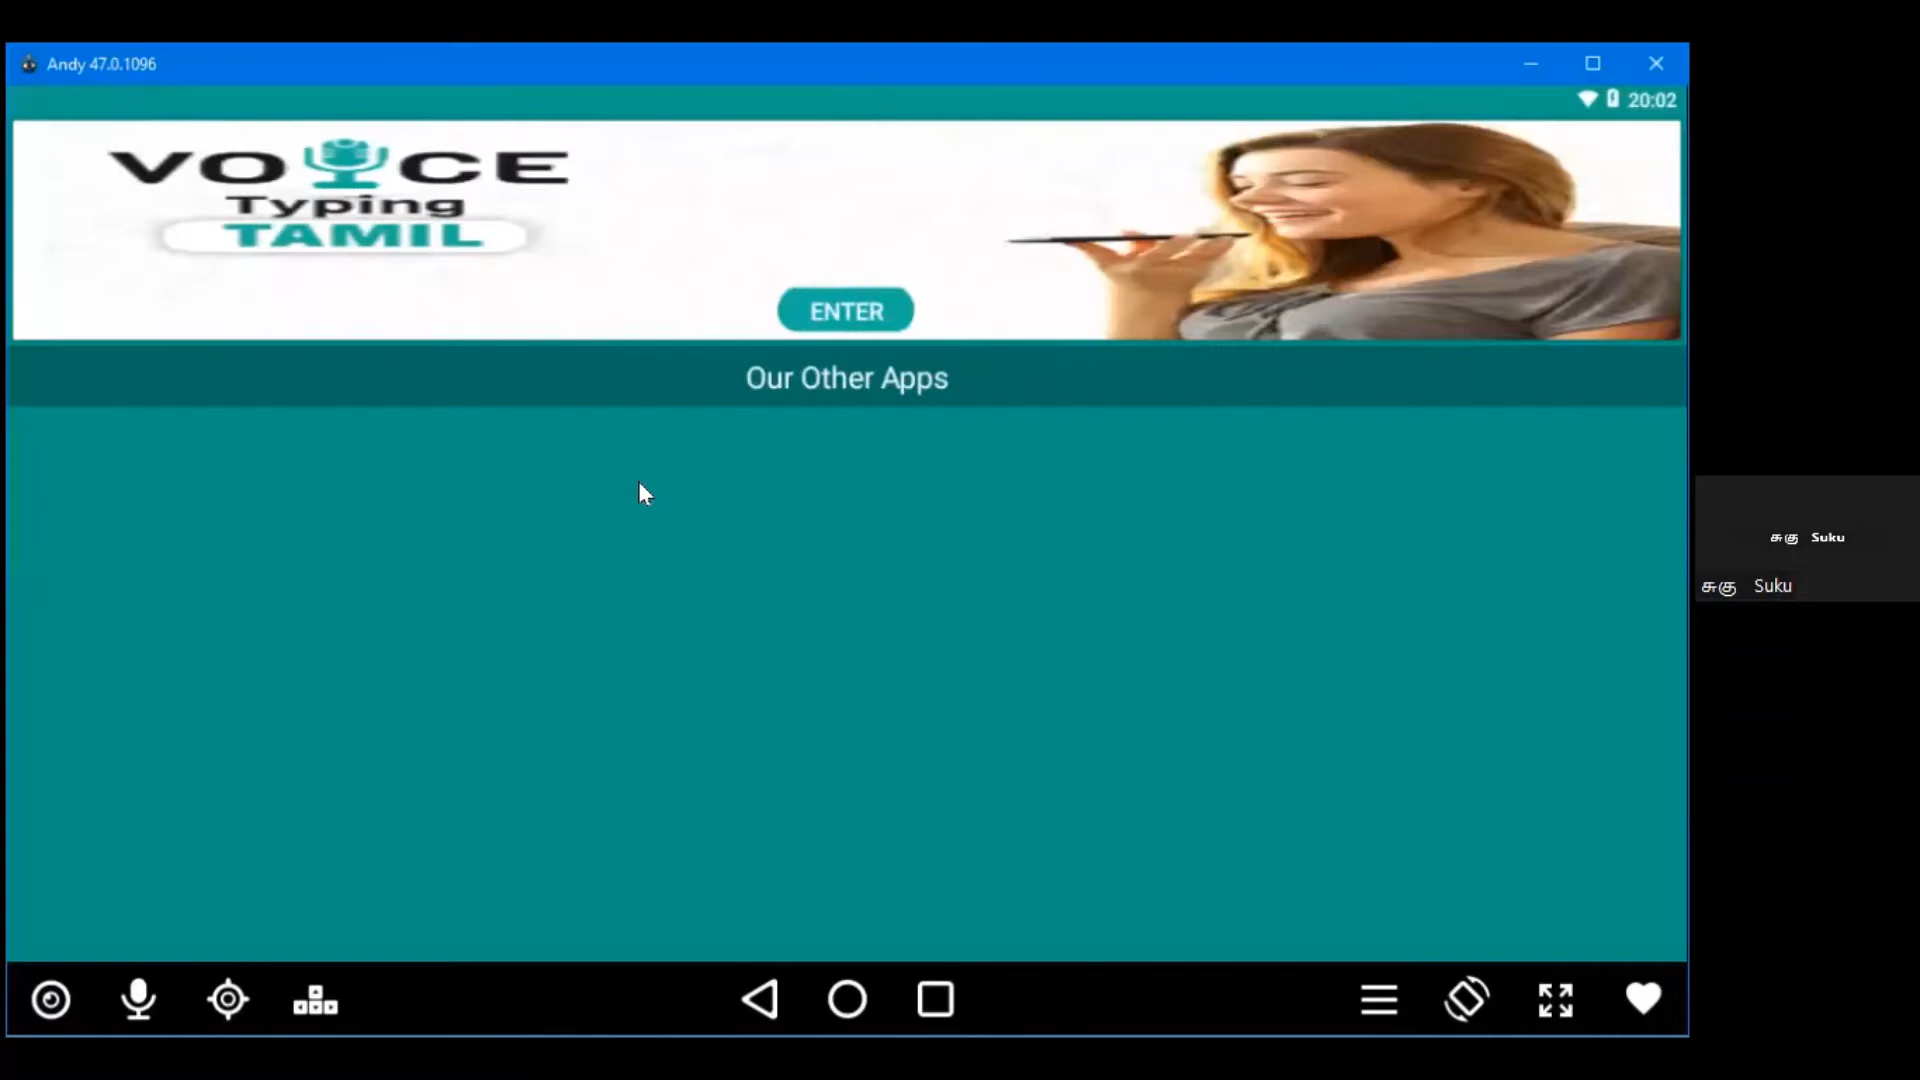 Andy 47.0.1096
20:02
VOICE
Typing
TAMIL
ENTER
Our Other Apps
சுகு Suku
சுகு Suku